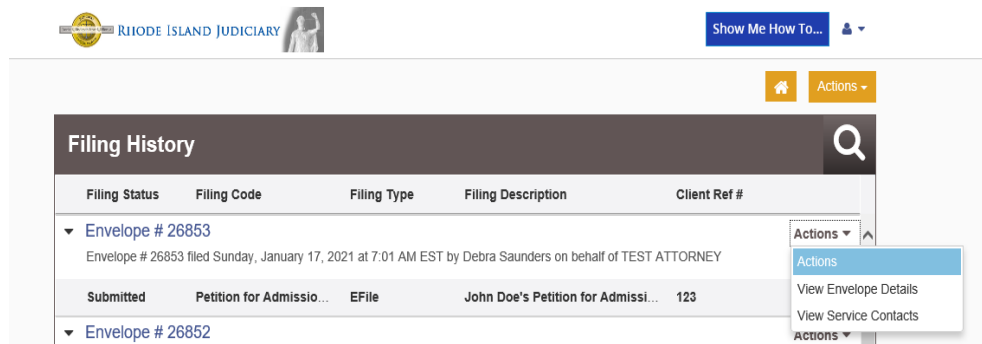 RHODE ISLAND JUDICIARY
Show Me How To...
Actions
Filing History
Filing Status Filing Code Filing Type Filing Description Client Ref #
Envelope # 26853
Actions
Envelope # 26853 filed Sunday, January 17, 2021 at 7:01 AM EST by Debra Saunders on behalf of TEST ATTORNEY
Actions
View Envelope Details
View Service Contacts
Submitted Petition for Admissio... EFile John Doe's Petition for Admissi... 123
Envelope # 26852
Actions